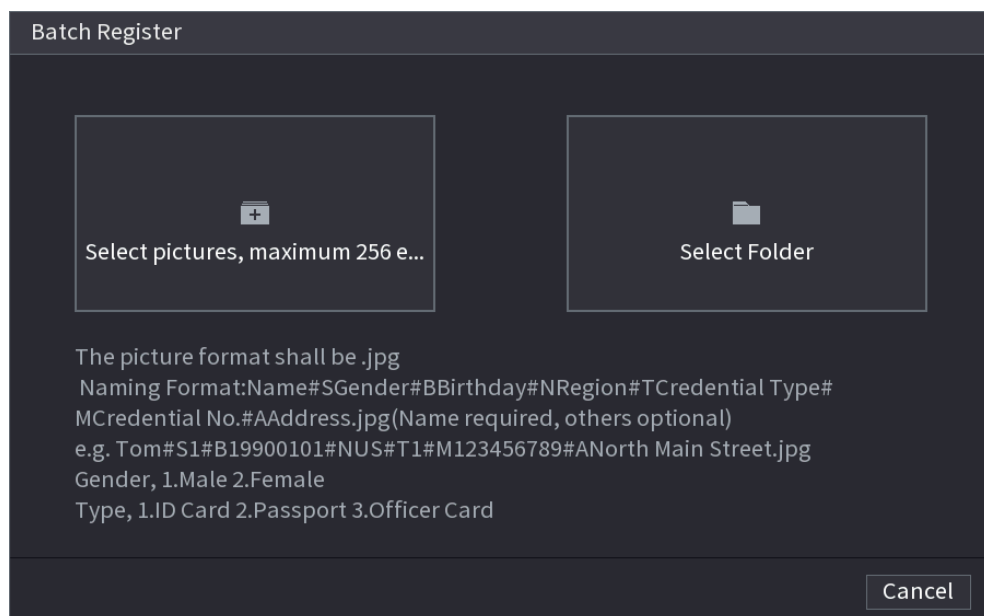 Batch Register
Select pictures, maximum 256 e...
Select Folder
The picture format shall be .jpg
Naming Format:Name#SGender#BBirthday#NRegion#TCredential Type#
MCredential No.#AAddress.jpg(Name required, others optional)
e.g. Tom#S1#B19900101#NUS#T1#M123456789#ANorth Main Street.jpg
Gender, 1.Male 2.Female
Type, 1.ID Card 2.Passport 3.Officer Card
Cancel